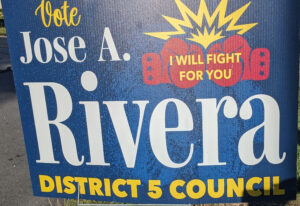 Vote
Jose A.
I WILL FIGHT
FOR YOU
Rivera
DISTRICT 5 COUNCIL